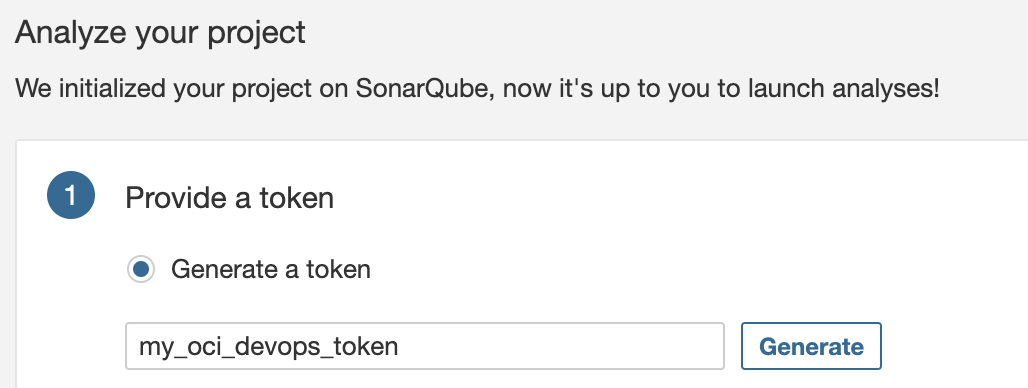 Analyze your project
We initialized your project on SonarQube, now it's up to you to launch analyses!
1 Provide a token
Generate a token
my_oci_devops_token Generate